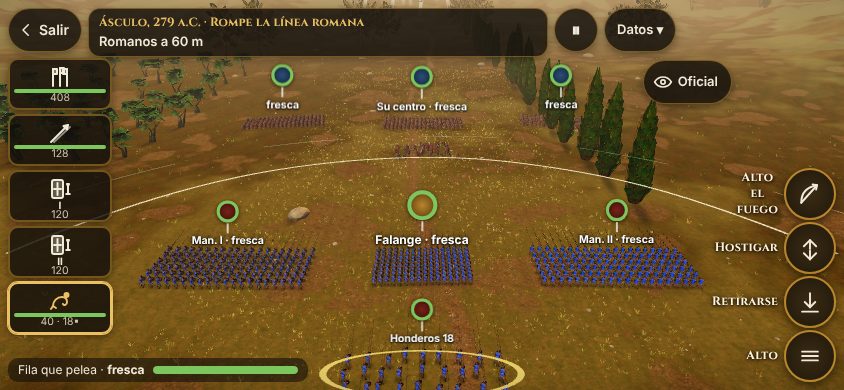 Salir
ÁSCULO, 279 A.C. · ROMPE LA LÍNEA ROMANA
Romanos a 60 m
Datos ▾
Oficial
408
128
I
120
II
120
40 · 18▪
fresca
Su centro · fresca
fresca
Man. I · fresca
Falange · fresca
Man. II · fresca
Honderos 18
ALTO
EL
FUEGO
HOSTIGAR
RETIRARSE
ALTO
Fila que pelea · fresca